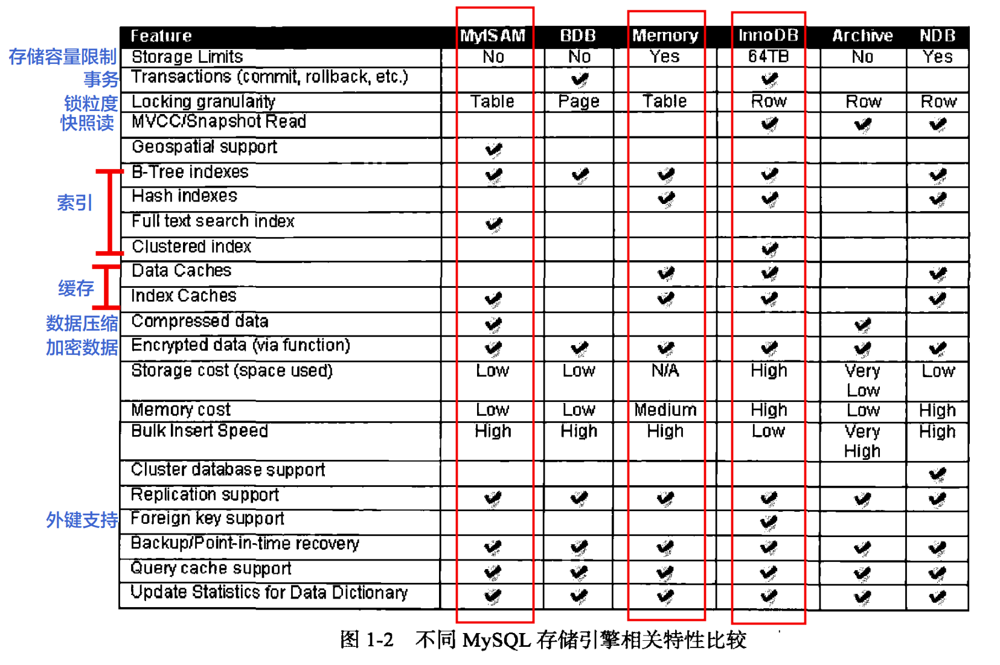 Feature MyISAM BDB Memory InnoDB Archive NDB
存储容量限制 Storage Limits No No Yes 64TB No Yes
事务 Transactions (commit, rollback, etc.) ✔ ✔
锁粒度 Locking granularity Table Page Table Row Row Row
快照读 MVCC/Snapshot Read ✔ ✔ ✔
Geospatial support ✔
B-Tree indexes ✔ ✔ ✔ ✔ ✔
索引 Hash indexes ✔ ✔ ✔
Full text search index ✔
Clustered index ✔
Data Caches ✔ ✔ ✔
缓存 Index Caches ✔ ✔ ✔ ✔
数据压缩 Compressed data ✔ ✔
加密数据 Encrypted data (via function) ✔ ✔ ✔ ✔ ✔ ✔
Storage cost (space used) Low Low N/A High Very Low Low
Memory cost Low Low Medium High Low High
Bulk Insert Speed High High High Low Very High High
Cluster database support ✔
Replication support ✔ ✔ ✔ ✔ ✔ ✔
外键支持 Foreign key support ✔
Backup/Point-in-time recovery ✔ ✔ ✔ ✔ ✔ ✔
Query cache support ✔ ✔ ✔ ✔ ✔ ✔
Update Statistics for Data Dictionary ✔ ✔ ✔ ✔ ✔ ✔
图 1-2 不同 MySQL 存储引擎相关特性比较